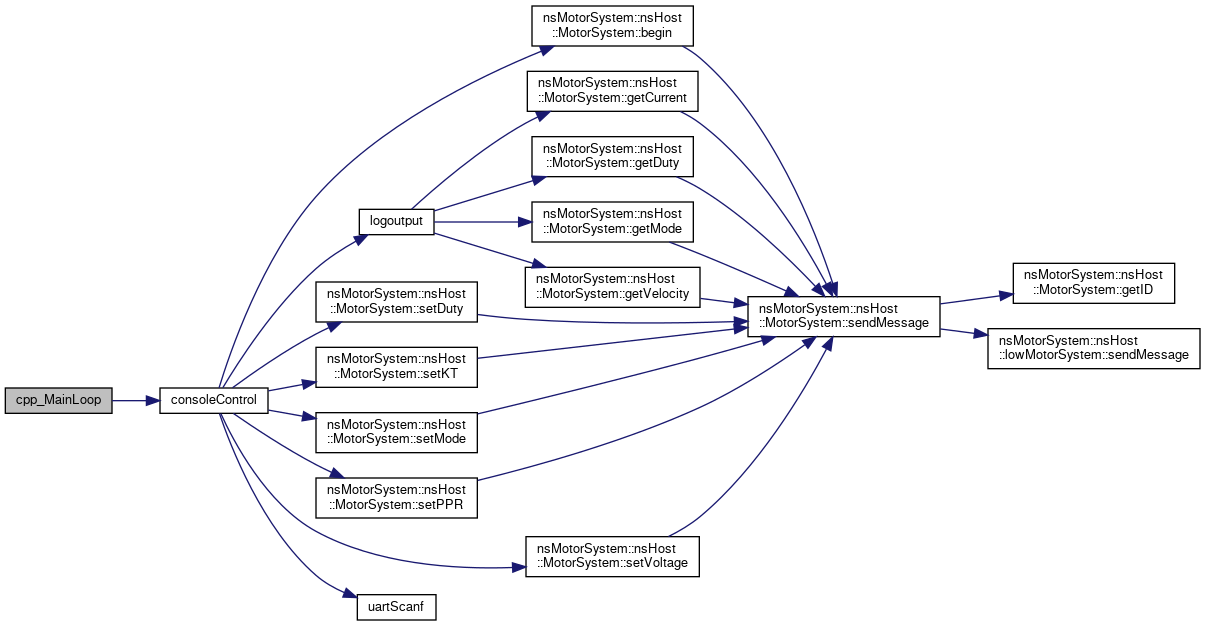 nsMotorSystem::nsHost
::MotorSystem::begin
nsMotorSystem::nsHost
::MotorSystem::getCurrent
nsMotorSystem::nsHost
::MotorSystem::getDuty
logoutput
nsMotorSystem::nsHost
::MotorSystem::getMode
nsMotorSystem::nsHost
::MotorSystem::getVelocity
nsMotorSystem::nsHost
::MotorSystem::getID
nsMotorSystem::nsHost
::MotorSystem::setDuty
nsMotorSystem::nsHost
::MotorSystem::sendMessage
nsMotorSystem::nsHost
::lowMotorSystem::sendMessage
nsMotorSystem::nsHost
::MotorSystem::setKT
cpp_MainLoop
consoleControl
nsMotorSystem::nsHost
::MotorSystem::setMode
nsMotorSystem::nsHost
::MotorSystem::setPPR
nsMotorSystem::nsHost
::MotorSystem::setVoltage
uartScanf